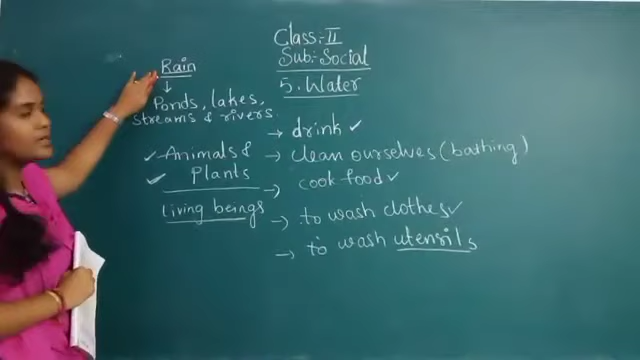 Class:- II
Sub:- Social
5. Water
Rain
↓
Ponds, lakes,
streams & rivers.
✓ Animals &
✓ Plants
living beings
→ drink ✓
→ clean ourselves (bathing)
→ cook food ✓
→ to wash clothes ✓
→ to wash utensils